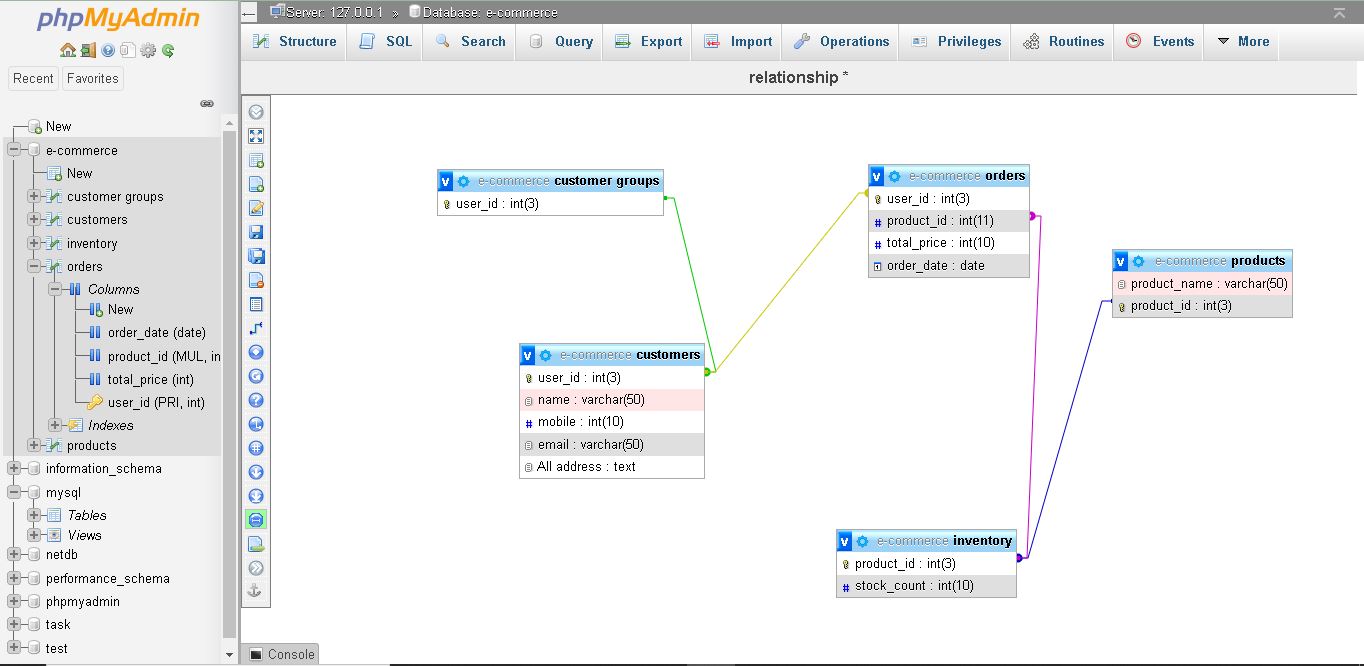 phpMyAdmin
Recent Favorites
New
e-commerce
New
customer groups
customers
inventory
orders
Columns
New
order_date (date)
product_id (MUL, in
total_price (int)
user_id (PRI, int)
Indexes
products
information_schema
mysql
Tables
Views
netdb
performance_schema
phpmyadmin
task
test
Server: 127.0.0.1 » Database: e-commerce
Structure SQL Search Query Export Import Operations Privileges Routines Events More
relationship *
v e-commerce customer groups
user_id : int(3)
v e-commerce orders
user_id : int(3)
# product_id : int(11)
# total_price : int(10)
order_date : date
v e-commerce products
product_name : varchar(50)
product_id : int(3)
v e-commerce customers
user_id : int(3)
name : varchar(50)
# mobile : int(10)
email : varchar(50)
All address : text
v e-commerce inventory
product_id : int(3)
# stock_count : int(10)
Console